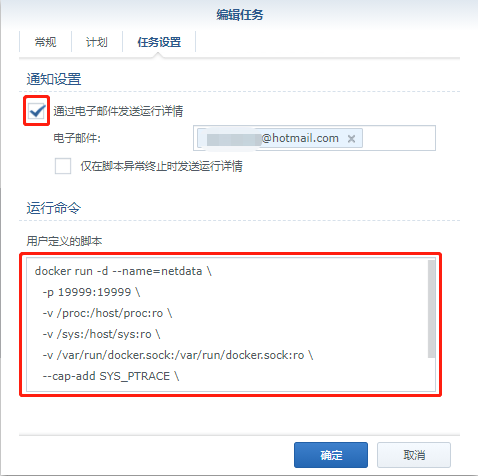 编辑任务
常规 计划 任务设置
通知设置
通过电子邮件发送运行详情
电子邮件: @hotmail.com ×
仅在脚本异常终止时发送运行详情
运行命令
用户定义的脚本
docker run -d --name=netdata \
-p 19999:19999 \
-v /proc:/host/proc:ro \
-v /sys:/host/sys:ro \
-v /var/run/docker.sock:/var/run/docker.sock:ro \
--cap-add SYS_PTRACE \
确定 取消